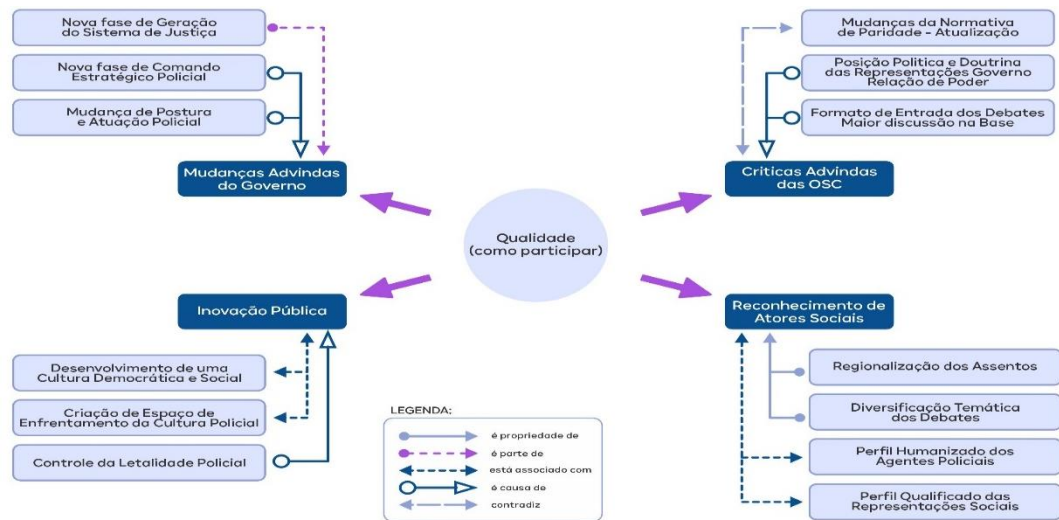 Nova fase de Geração
do Sistema de Justiça
Nova fase de Comando
Estratégico Policial
Mudança de Postura
e Atuação Policial
Mudanças Advindas
do Governo
Mudanças da Normativa
de Paridade - Atualização
Posição Politica e Doutrina
das Representações Governo
Relação de Poder
Formato de Entrada dos Debates
Maior discussão na Base
Criticas Advindas
das OSC
Qualidade
(como participar)
Inovação Pública
Desenvolvimento de uma
Cultura Democrática e Social
Criação de Espaço de
Enfrentamento da Cultura Policial
Controle da Letalidade Policial
Reconhecimento de
Atores Sociais
Regionalização dos Assentos
Diversificação Temática
dos Debates
Perfil Humanizado dos
Agentes Policiais
Perfil Qualificado das
Representações Sociais
LEGENDA:
é propriedade de
é parte de
está associado com
é causa de
contradiz